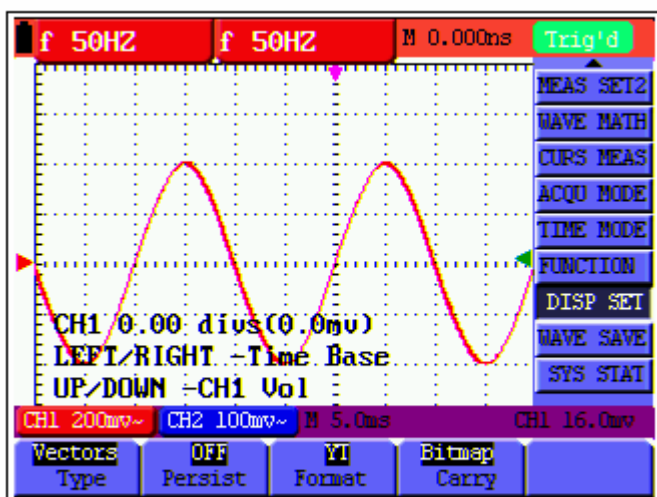 f 50HZ f 50HZ M 0.000ns Trig'd
MEAS SET2
WAVE MATH
CURS MEAS
ACQU MODE
TIME MODE
FUNCTION
DISP SET
WAVE SAVE
SYS STAT
CH1 0.00 divs(0.0mv)
LEFT/RIGHT -Time Base
UP/DOWN -CH1 Vol
CH1 200mv~ CH2 100mv~ M 5.0ms CH1 16.0mv
Vectors OFF YT Bitmap
Type Persist Format Carry